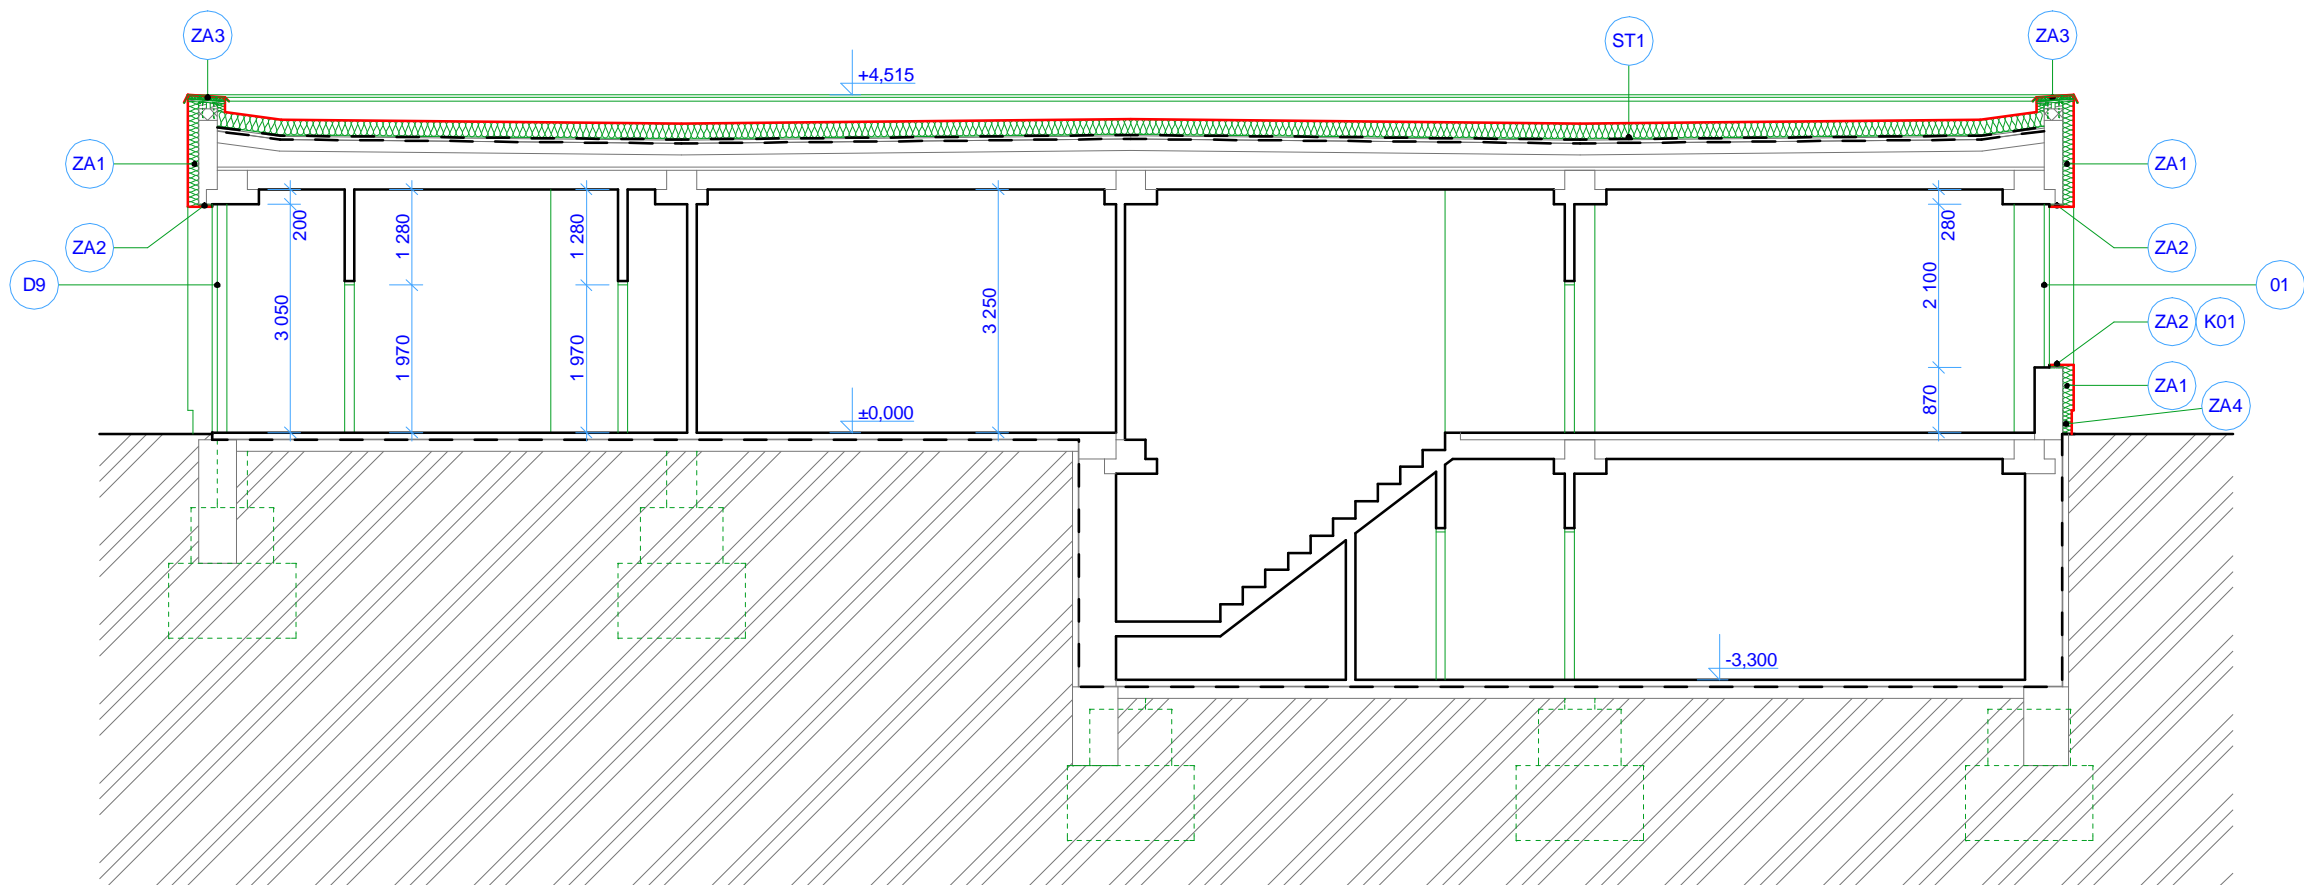 ZA3
ST1
ZA3
+4,515
ZA1
ZA1
200
1 280
1 280
280
ZA2
ZA2
D9
01
3 050
3 250
2 100
ZA2
K01
1 970
1 970
ZA1
870
ZA4
±0,000
-3,300